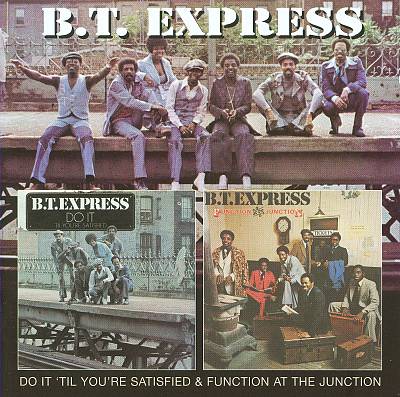 B.T. EXPRESS
B.T.EXPRESS
DO IT
'TIL YOU'RE SATISFIED
B.T.EXPRESS
FUNCTION AT THE JUNCTION
TICKETS
DO IT 'TIL YOU'RE SATISFIED & FUNCTION AT THE JUNCTION